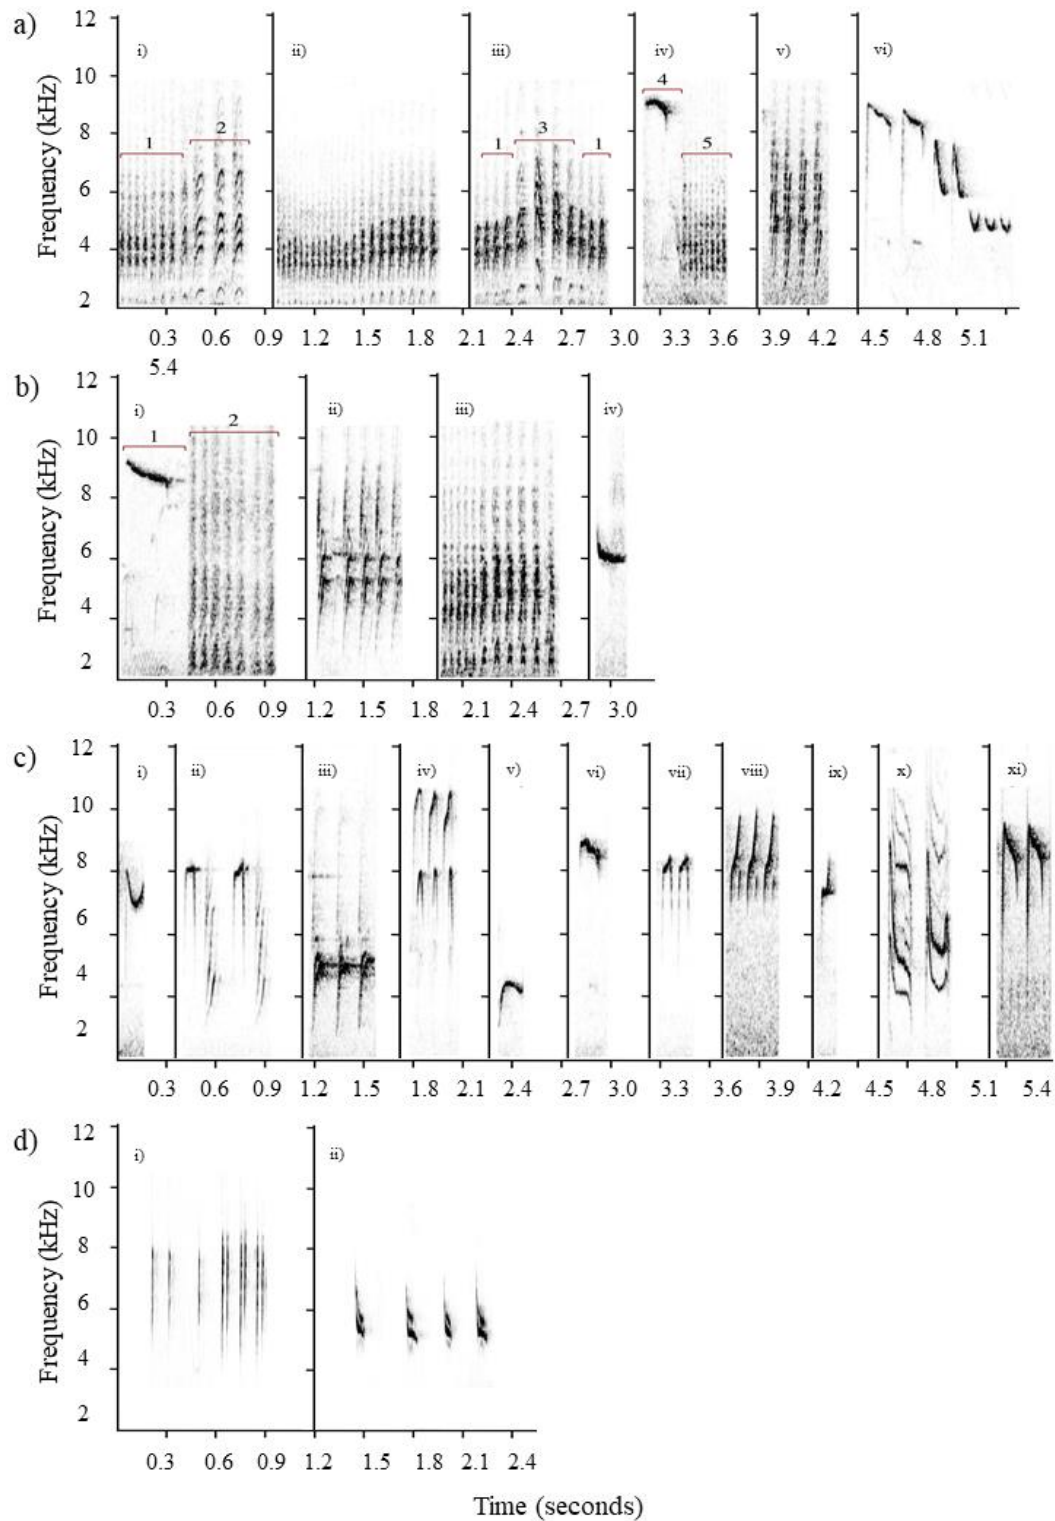 a)
12
10
8
6
4
2
Frequency (kHz)
i)
ii)
iii)
iv)
v)
vi)
1
2
1
3
1
4
5
0.3 0.6 0.9 1.2 1.5 1.8 2.1 2.4 2.7 3.0 3.3 3.6 3.9 4.2 4.5 4.8 5.1
5.4
b)
12
10
8
6
4
2
Frequency (kHz)
i)
ii)
iii)
iv)
1
2
0.3 0.6 0.9 1.2 1.5 1.8 2.1 2.4 2.7 3.0
c)
12
10
8
6
4
2
Frequency (kHz)
i)
ii)
iii)
iv)
v)
vi)
vii)
viii)
ix)
x)
xi)
0.3 0.6 0.9 1.2 1.5 1.8 2.1 2.4 2.7 3.0 3.3 3.6 3.9 4.2 4.5 4.8 5.1 5.4
d)
12
10
8
6
4
2
Frequency (kHz)
i)
ii)
0.3 0.6 0.9 1.2 1.5 1.8 2.1 2.4
Time (seconds)